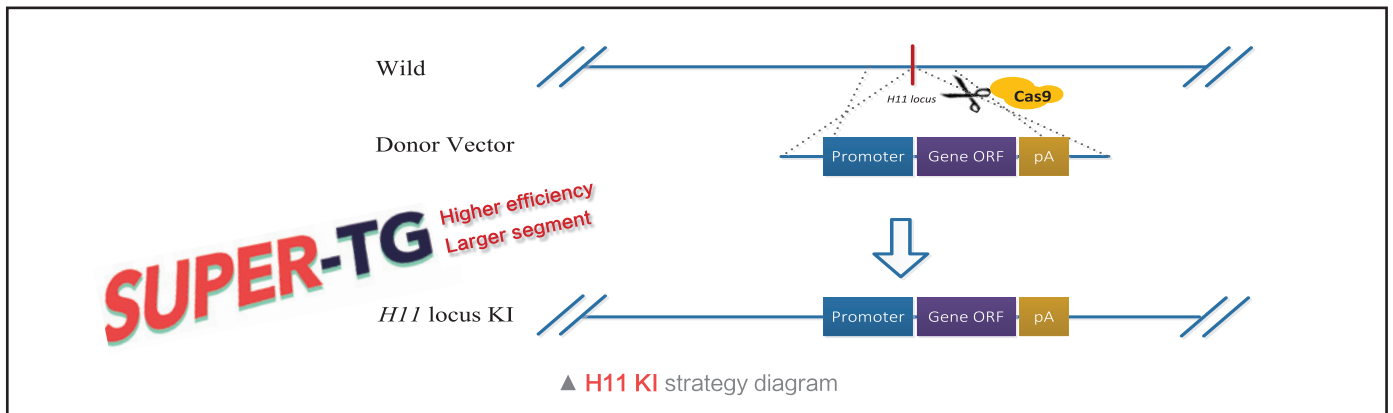 Wild
H11 locus
Cas9
Donor Vector
Promoter Gene ORF pA
SUPER-TG
Higher efficiency
Larger segment
H11 locus KI
Promoter Gene ORF pA
▲ H11 KI strategy diagram